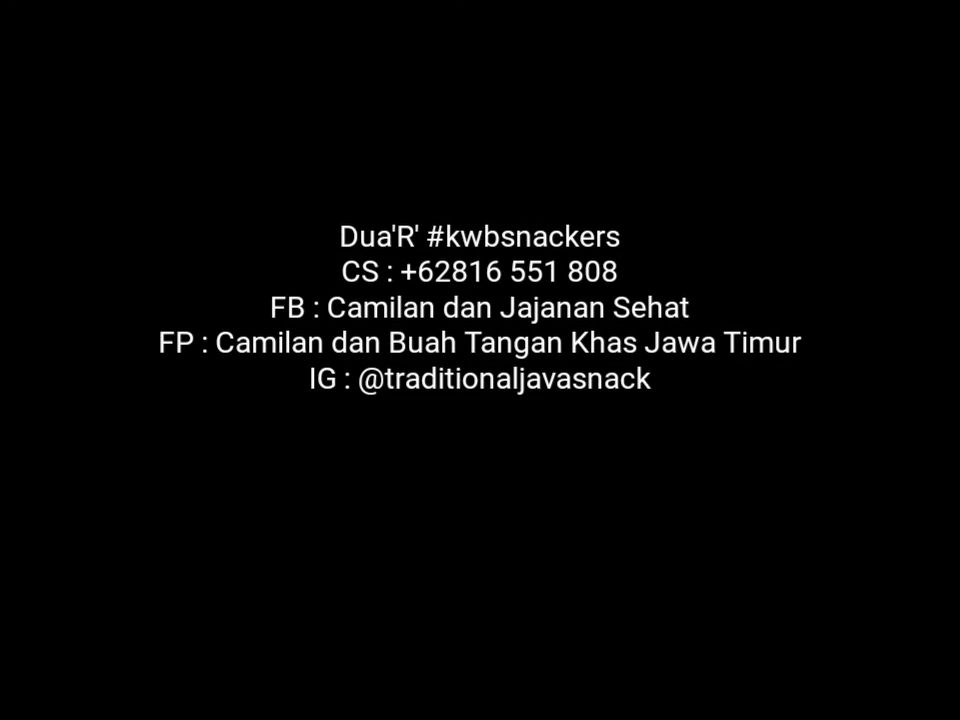 Dua'R' #kwbsnackers
CS : +62816 551 808
FB : Camilan dan Jajanan Sehat
FP : Camilan dan Buah Tangan Khas Jawa Timur
IG : @traditionaljavasnack